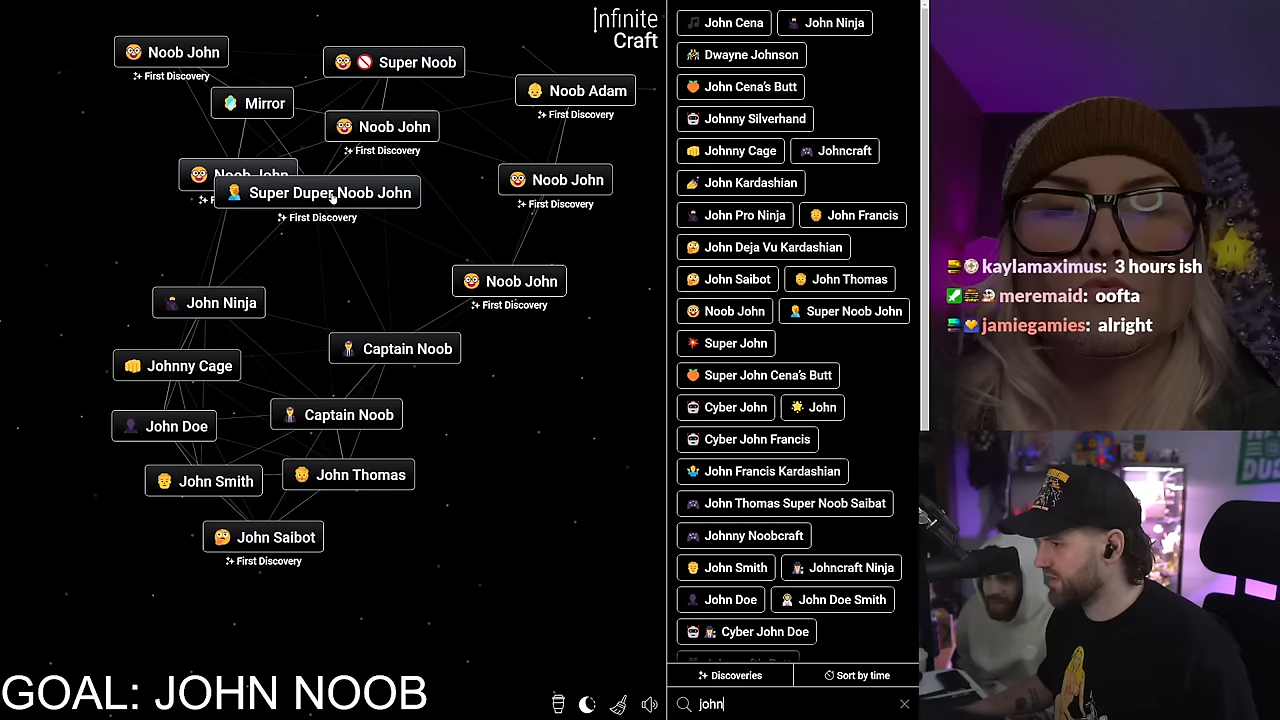 Infinite
Craft
Noob John
First Discovery
Super Noob
Noob Adam
First Discovery
Mirror
Noob John
First Discovery
Noob John
Super Duper Noob John
First Discovery
Noob John
First Discovery
John Ninja
Noob John
First Discovery
Captain Noob
Johnny Cage
Captain Noob
John Doe
John Thomas
John Smith
John Saibot
First Discovery
GOAL: JOHN NOOB
John Cena
John Ninja
Dwayne Johnson
John Cena's Butt
Johnny Silverhand
Johnny Cage
Johncraft
John Kardashian
John Pro Ninja
John Francis
John Deja Vu Kardashian
John Saibot
John Thomas
Noob John
Super Noob John
Super John
Super John Cena's Butt
Cyber John
John
Cyber John Francis
John Francis Kardashian
John Thomas Super Noob Saibat
Johnny Noobcraft
John Smith
Johncraft Ninja
John Doe
John Doe Smith
Cyber John Doe
Discoveries
Sort by time
john
kaylamaximus: 3 hours ish
meremaid: oofta
jamiegamies: alright